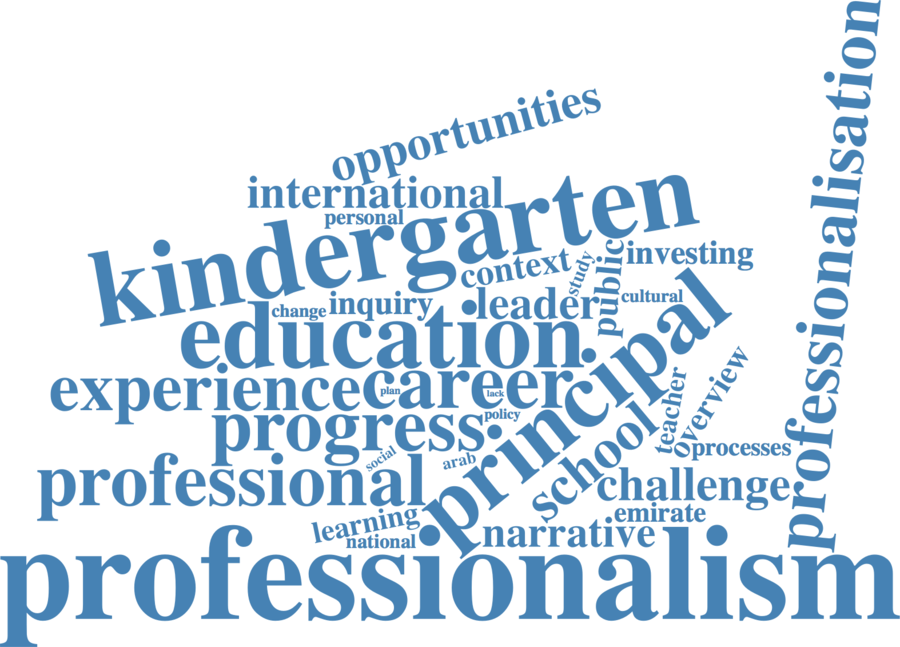 opportunities
international
personal
kindergarten
context
study
public
investing
change
inquiry
leader
cultural
education
principal
professionalisation
experience
career
plan
lack
policy
progress
teacher
overview
school
processes
social
arab
professional
challenge
learning
national
narrative
emirate
professionalism